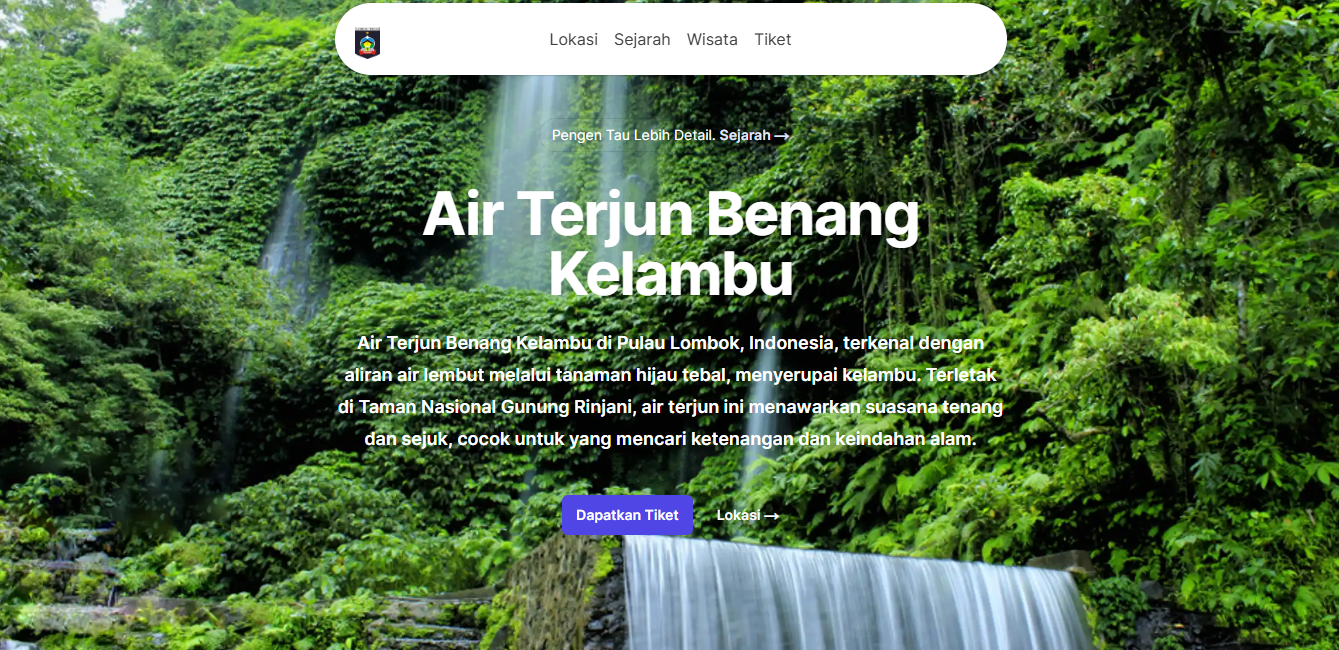 Lokasi Sejarah Wisata Tiket
Pengen Tau Lebih Detail. Sejarah →
Air Terjun Benang
Kelambu
Air Terjun Benang Kelambu di Pulau Lombok, Indonesia, terkenal dengan
aliran air lembut melalui tanaman hijau tebal, menyerupai kelambu. Terletak
di Taman Nasional Gunung Rinjani, air terjun ini menawarkan suasana tenang
dan sejuk, cocok untuk yang mencari ketenangan dan keindahan alam.
Dapatkan Tiket Lokasi →